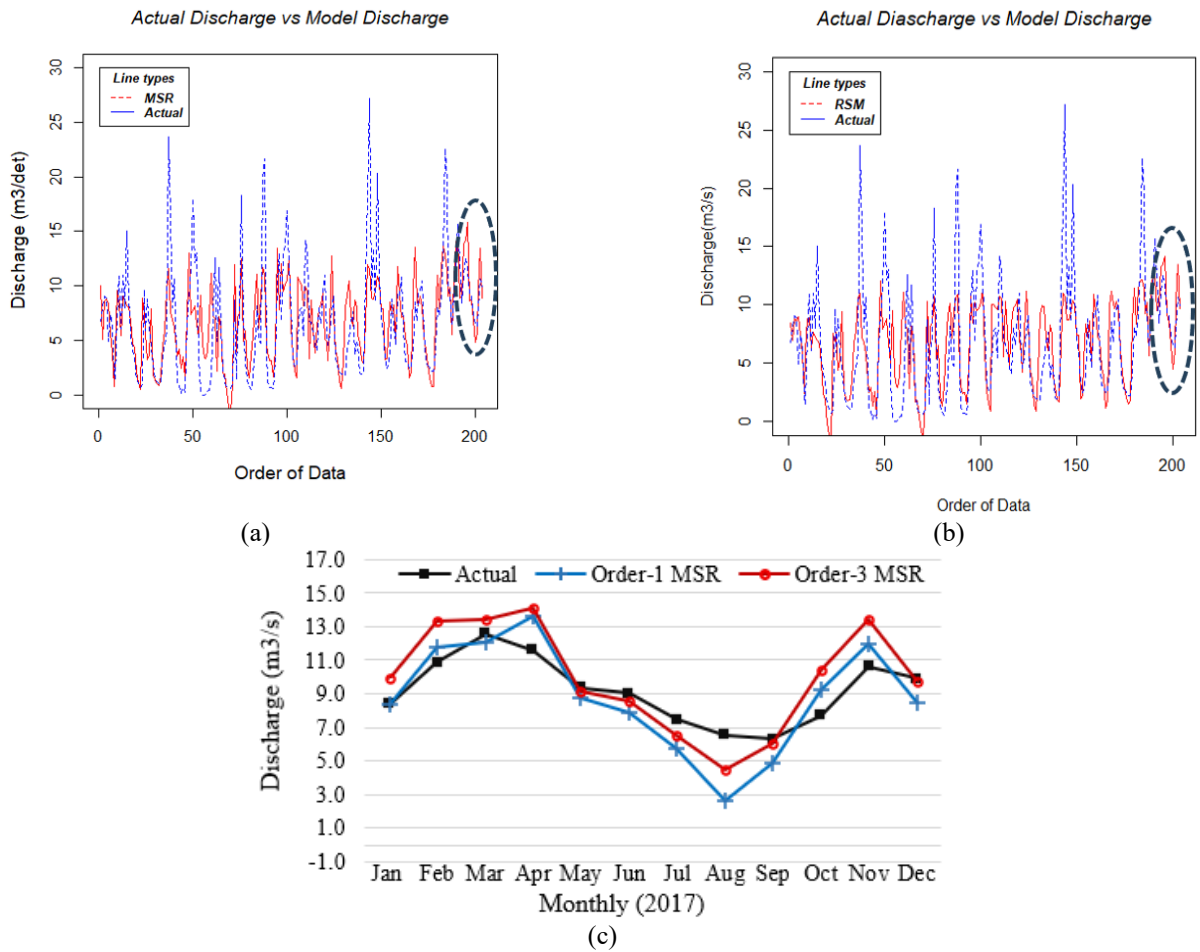 Actual Discharge vs Model Discharge
Discharge (m3/det)
30
25
20
15
10
5
0
Line types
MSR
Actual
0 50 100 150 200
Order of Data
(a)
Actual Diascharge vs Model Discharge
Discharge(m3/s)
30
25
20
15
10
5
0
Line types
RSM
Actual
0 50 100 150 200
Order of Data
(b)
Discharge (m3/s)
17.0
15.0
13.0
11.0
9.0
7.0
5.0
3.0
1.0
-1.0
Actual Order-1 MSR Order-3 MSR
Jan Feb Mar Apr May Jun Jul Aug Sep Oct Nov Dec
Monthly (2017)
(c)